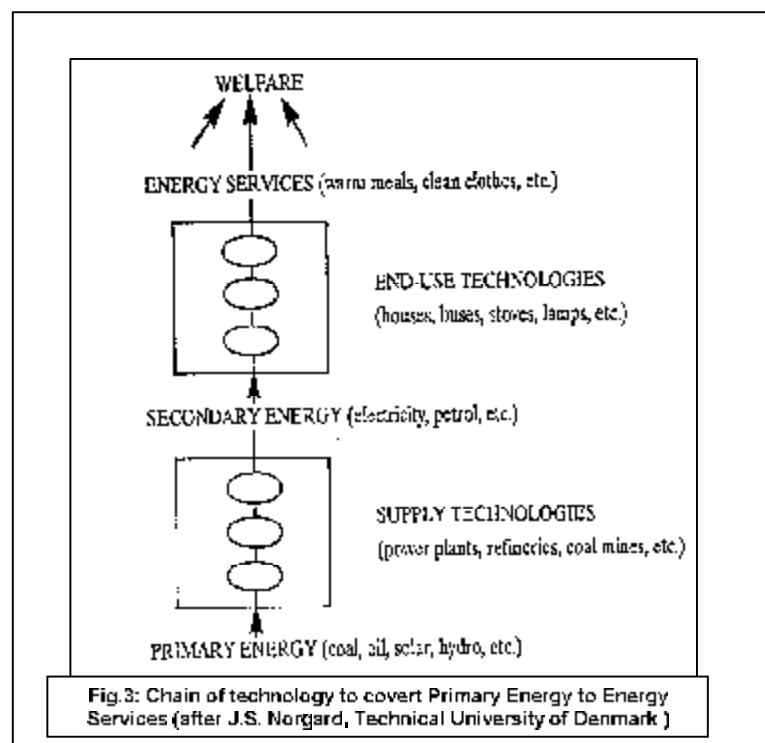 WELFARE
ENERGY SERVICES (warm meals, clean clothes, etc.)
END-USE TECHNOLOGIES
(houses, buses, stoves, lamps, etc.)
SECONDARY ENERGY (electricity, petrol, etc.)
SUPPLY TECHNOLOGIES
(power plants, refineries, coal mines, etc.)
PRIMARY ENERGY (coal, oil, solar, hydro, etc.)
Fig.3: Chain of technology to covert Primary Energy to Energy
Services (after J.S. Norgard, Technical University of Denmark )